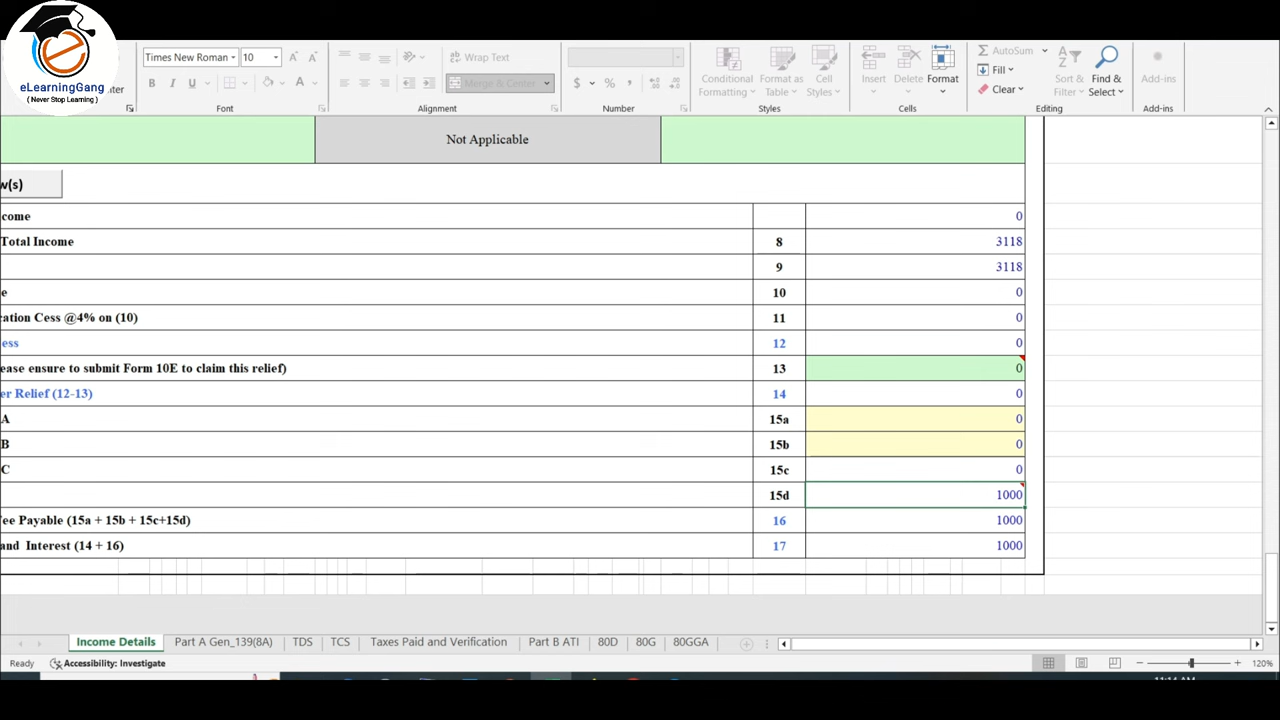 eLearningGang
( Never Stop Learning )
Times New Roman
10
Wrap Text
Merge & Center
Conditional Formatting
Format as Table
Cell Styles
Insert
Delete
Format
AutoSum
Fill
Clear
Sort & Filter
Find & Select
Add-ins
Font
Alignment
Number
Styles
Cells
Editing
Add-ins
Not Applicable
w(s)
come 0
Total Income 8 3118
9 3118
e 10 0
cation Cess @4% on (10) 11 0
ess 12 0
ease ensure to submit Form 10E to claim this relief) 13 0
er Relief (12-13) 14 0
A 15a 0
B 15b 0
C 15c 0
15d 1000
Fee Payable (15a + 15b + 15c+15d) 16 1000
and Interest (14 + 16) 17 1000
Income Details Part A Gen_139(8A) TDS TCS Taxes Paid and Verification Part B ATI 80D 80G 80GGA
Ready Accessibility: Investigate 120%